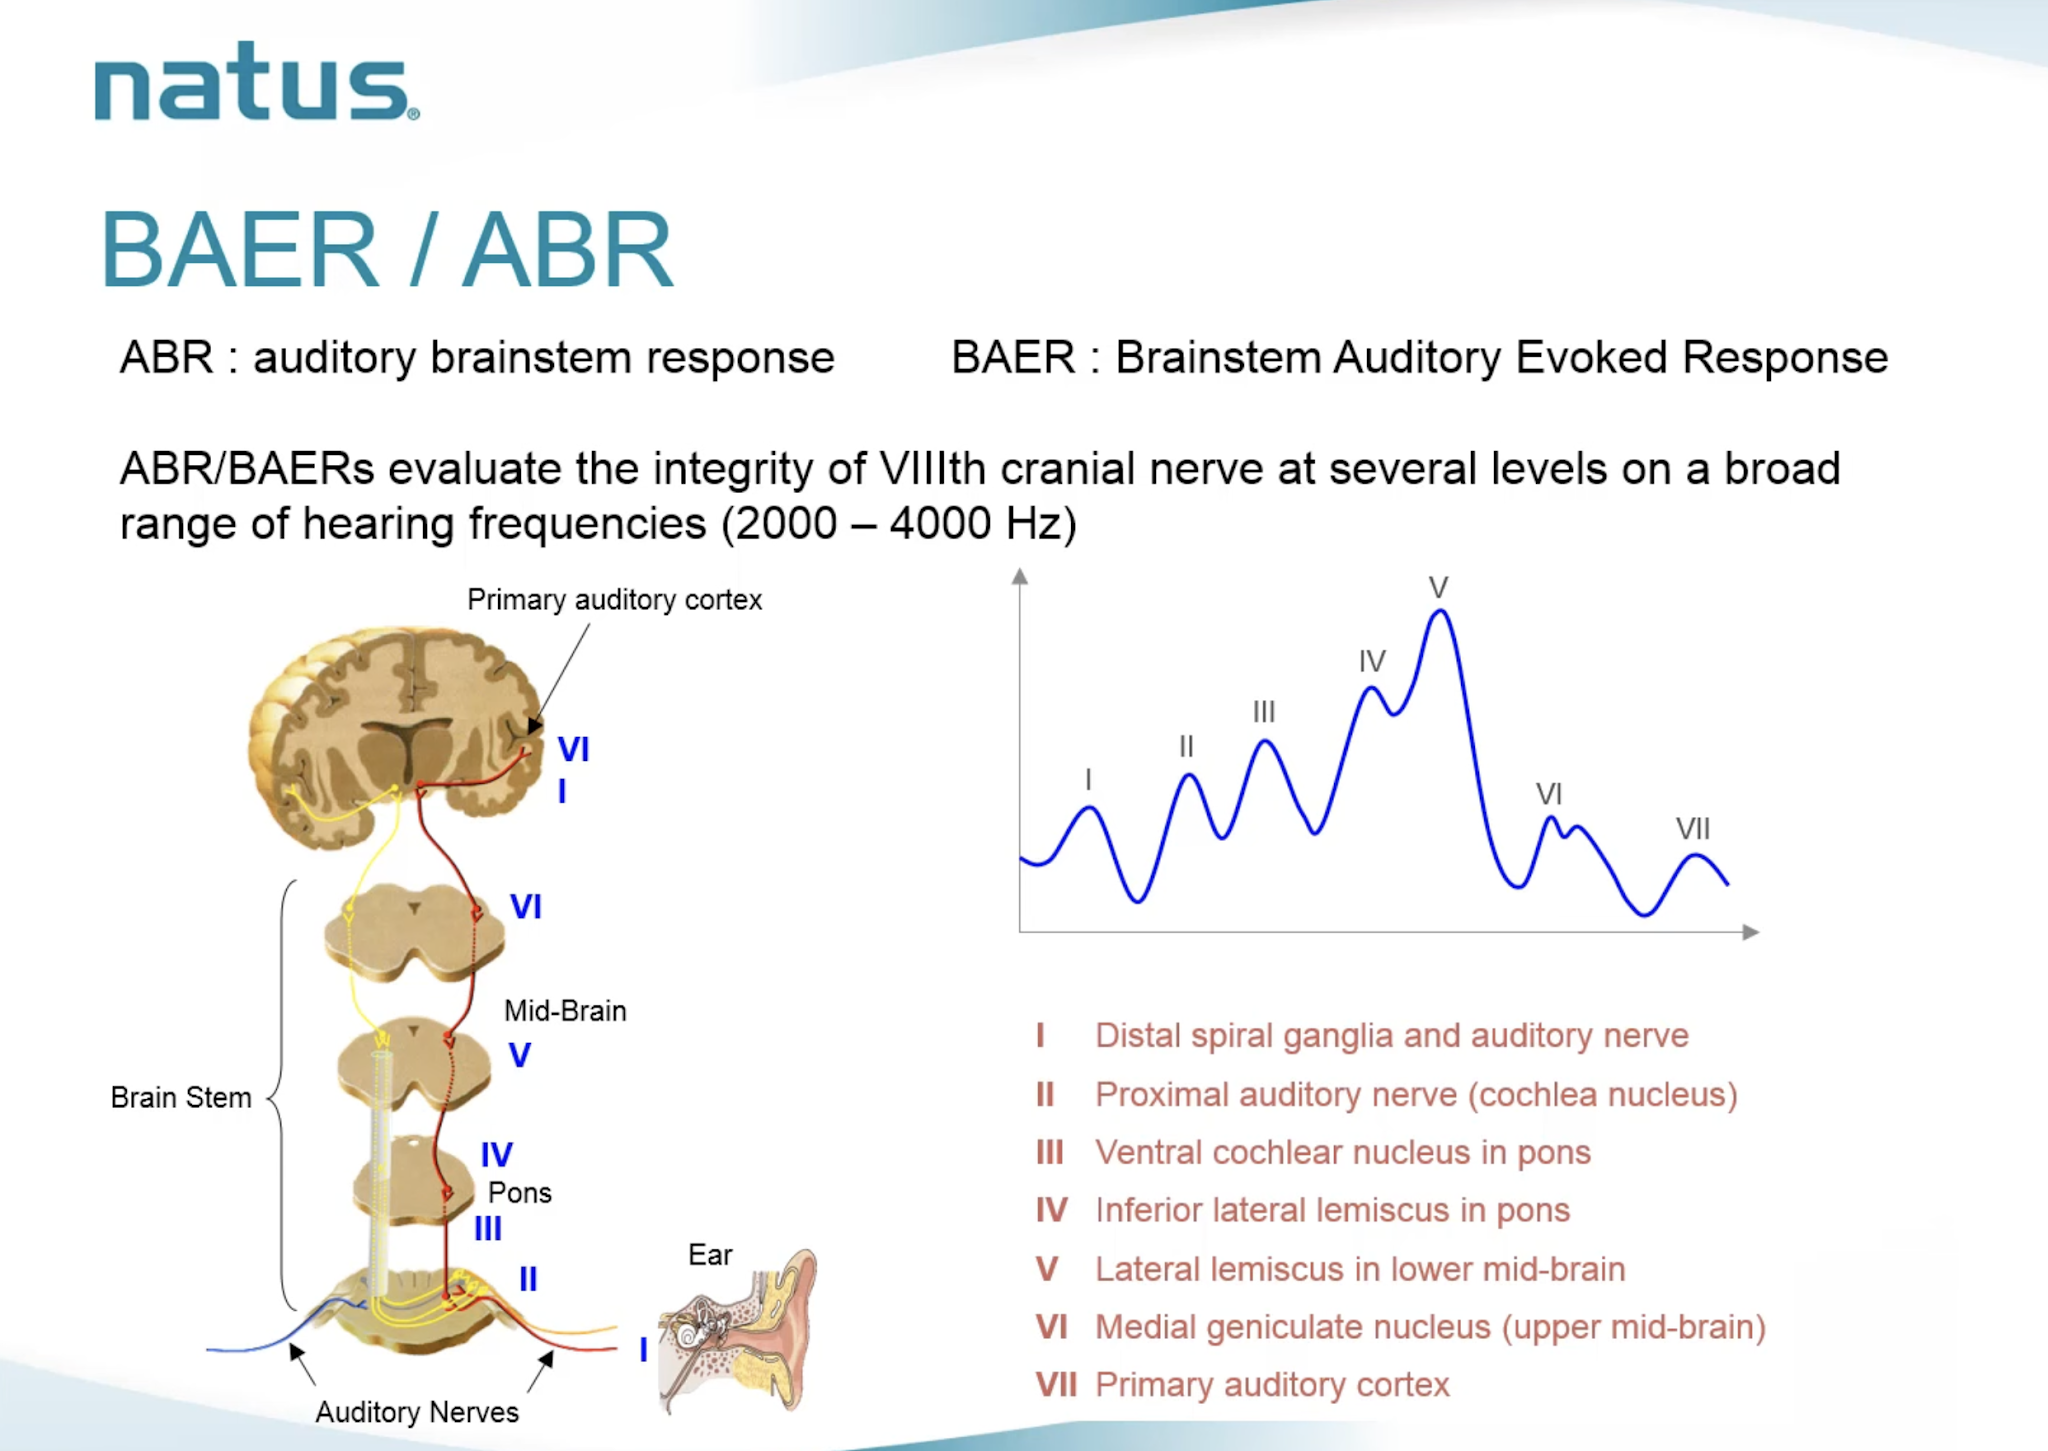 natus®
BAER / ABR
ABR : auditory brainstem response
BAER : Brainstem Auditory Evoked Response
ABR/BAERs evaluate the integrity of VIIIth cranial nerve at several levels on a broad
range of hearing frequencies (2000 – 4000 Hz)
Primary auditory cortex
VI
I
VI
Mid-Brain
V
Brain Stem
IV
Pons
III
II
Ear
I
Auditory Nerves
I
II
III
IV
V
VI
VII
I Distal spiral ganglia and auditory nerve
II Proximal auditory nerve (cochlea nucleus)
III Ventral cochlear nucleus in pons
IV Inferior lateral lemiscus in pons
V Lateral lemiscus in lower mid-brain
VI Medial geniculate nucleus (upper mid-brain)
VII Primary auditory cortex